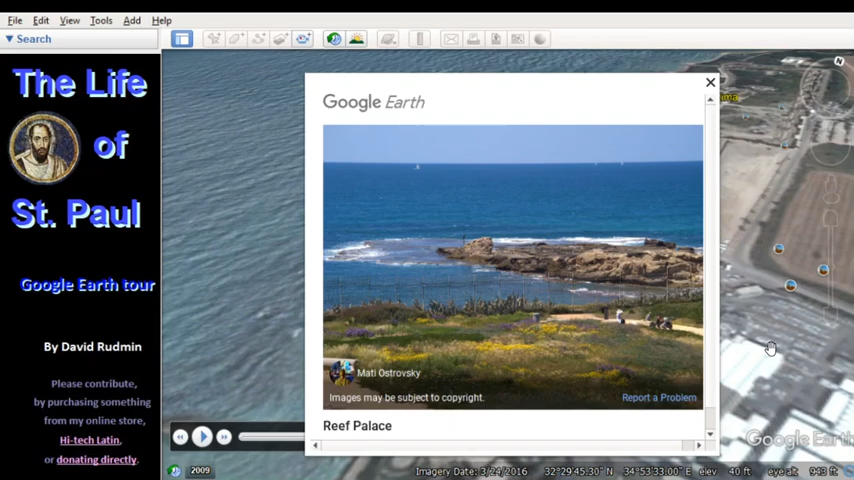 File Edit View Tools Add Help
Search
The Life
of
St. Paul
Google Earth tour
By David Rudmin
Please contribute,
by purchasing something
from my online store,
Hi-tech Latin,
or donating directly.
Google Earth
Mati Ostrovsky
Images may be subject to copyright.
Report a Problem
Reef Palace
N
2009
Imagery Date: 3/24/2016 32°29'45.30" N 34°53'33.00" E elev 40 ft eye alt 943 ft
Google Earth